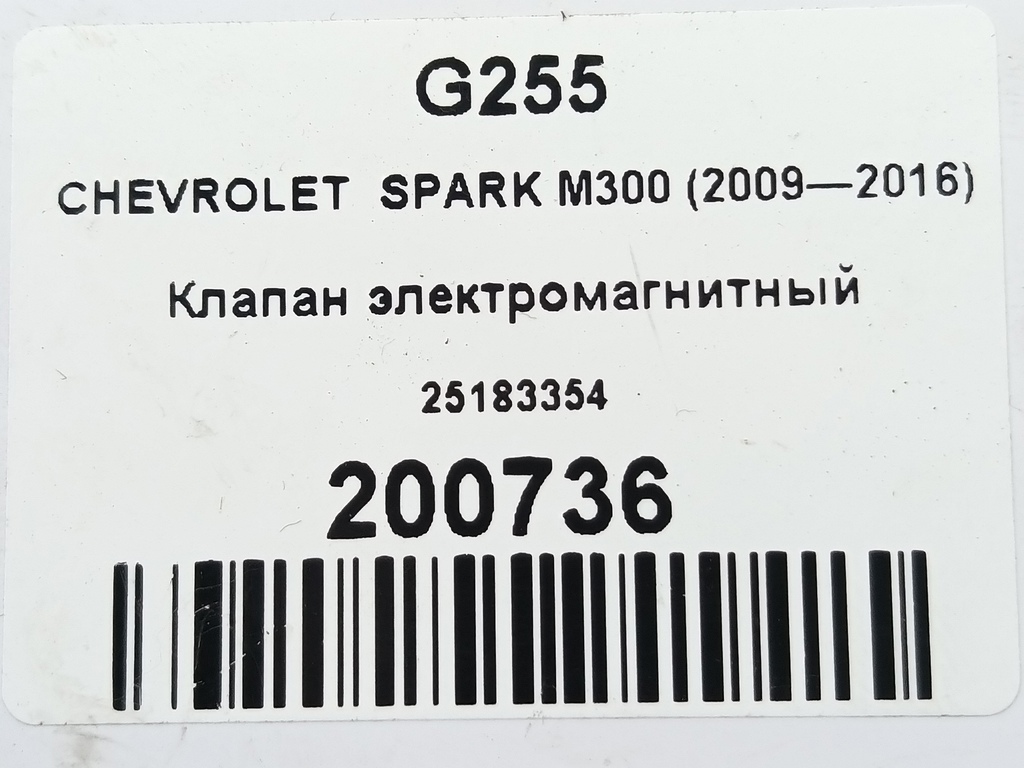 G255
CHEVROLET SPARK M300 (2009—2016)
Клапан электромагнитный
25183354
200736